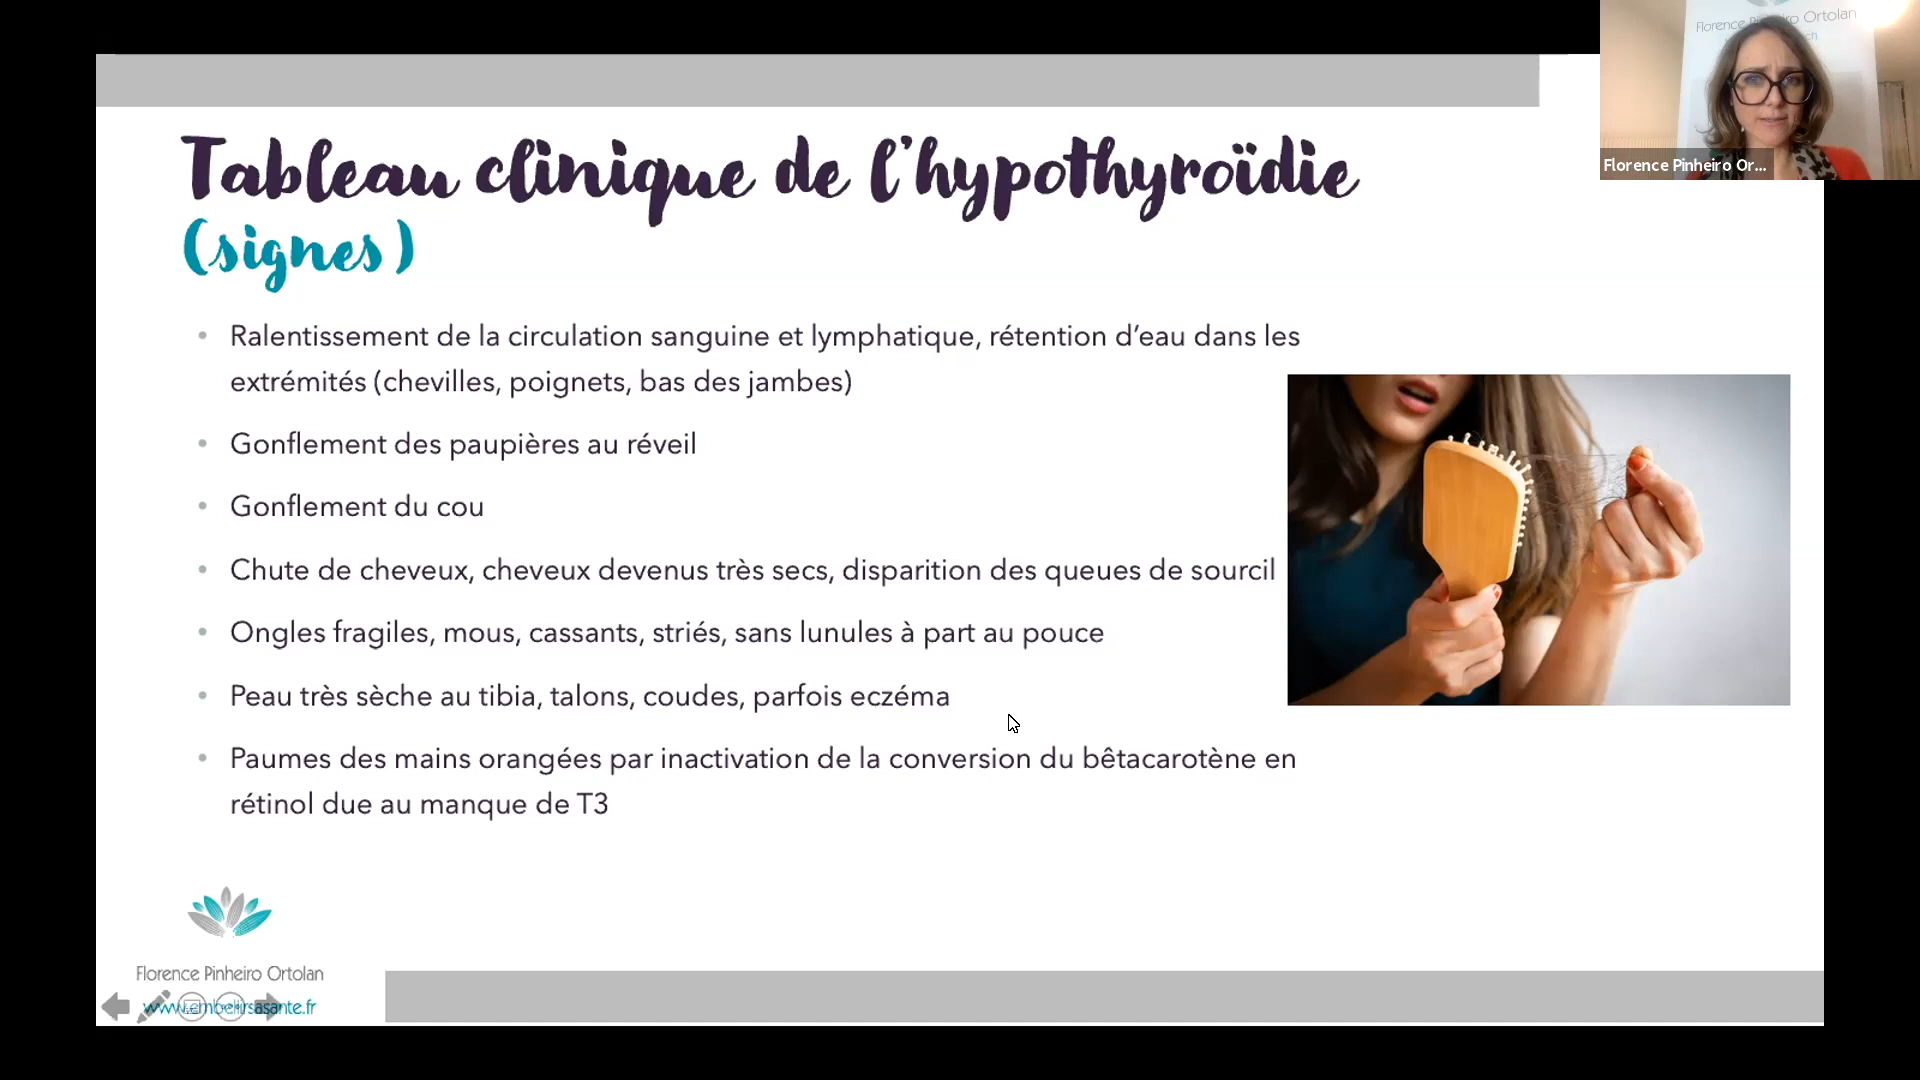 Florence Pinheiro Ortolan
Florence Pinheiro Or...
Tableau clinique de l'hypothyroïdie
(signes)
• Ralentissement de la circulation sanguine et lymphatique, rétention d’eau dans les
extrémités (chevilles, poignets, bas des jambes)
• Gonflement des paupières au réveil
• Gonflement du cou
• Chute de cheveux, cheveux devenus très secs, disparition des queues de sourcil
• Ongles fragiles, mous, cassants, striés, sans lunules à part au pouce
• Peau très sèche au tibia, talons, coudes, parfois eczéma
• Paumes des mains orangées par inactivation de la conversion du bêtacarotène en
rétinol due au manque de T3
Florence Pinheiro Ortolan
www.embellirsasante.fr